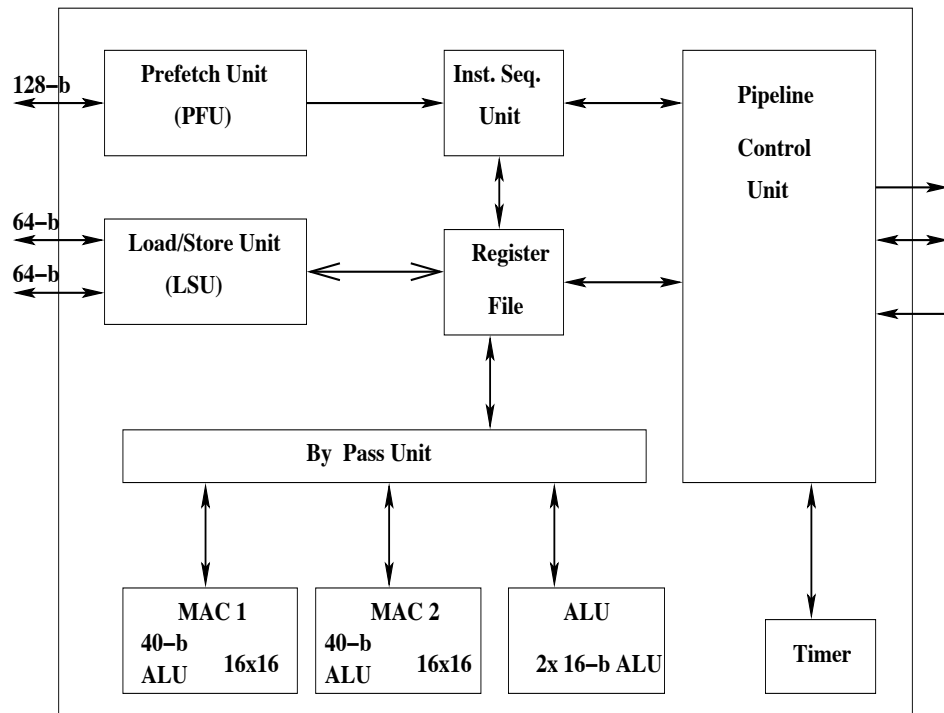 128−b
Prefetch Unit
(PFU)
Inst. Seq.
Unit
Pipeline
Control
Unit
64−b
64−b
Load/Store Unit
(LSU)
Register
File
By Pass Unit
MAC 1
40−b
ALU
16x16
MAC 2
40−b
ALU
16x16
ALU
2x 16−b ALU
Timer